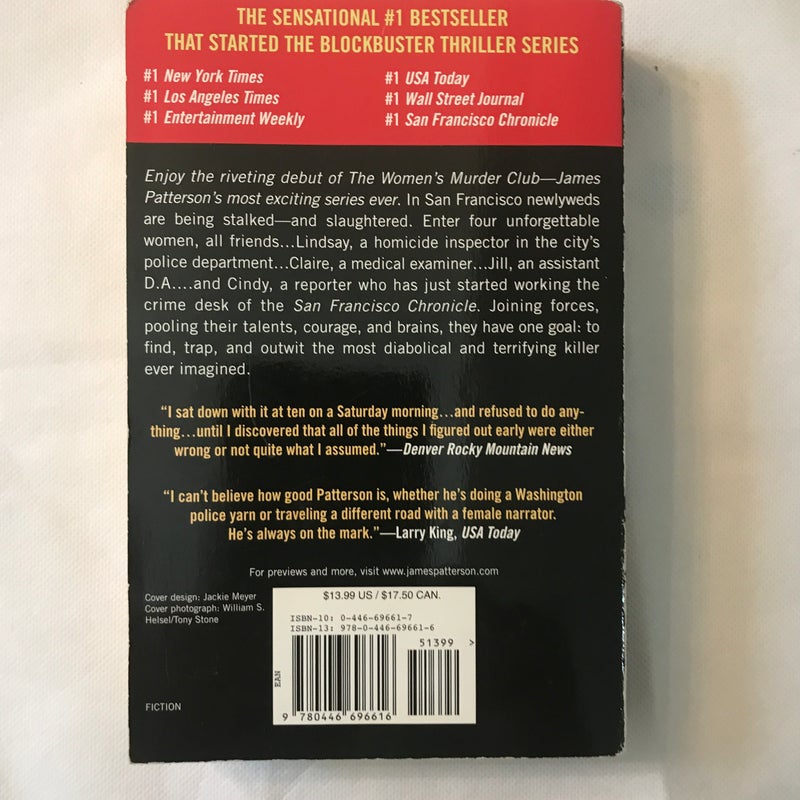 THE SENSATIONAL #1 BESTSELLER
THAT STARTED THE BLOCKBUSTER THRILLER SERIES
#1 New York Times
#1 Los Angeles Times
#1 Entertainment Weekly
#1 USA Today
#1 Wall Street Journal
#1 San Francisco Chronicle
Enjoy the riveting debut of The Women's Murder Club—James
Patterson's most exciting series ever. In San Francisco newlyweds
are being stalked—and slaughtered. Enter four unforgettable
women, all friends...Lindsay, a homicide inspector in the city's
police department...Claire, a medical examiner...Jill, an assistant
D.A....and Cindy, a reporter who has just started working the
crime desk of the San Francisco Chronicle. Joining forces,
pooling their talents, courage, and brains, they have one goal: to
find, trap, and outwit the most diabolical and terrifying killer
ever imagined.
"I sat down with it at ten on a Saturday morning...and refused to do any-
thing...until I discovered that all of the things I figured out early were either
wrong or not quite what I assumed."—Denver Rocky Mountain News
"I can't believe how good Patterson is, whether he's doing a Washington
police yarn or traveling a different road with a female narrator.
He's always on the mark."—Larry King, USA Today
For previews and more, visit www.jamespatterson.com
Cover design: Jackie Meyer
Cover photograph: William S.
Helsel/Tony Stone
FICTION
$13.99 US / $17.50 CAN.
ISBN-10: 0-446-69661-7
ISBN-13: 978-0-446-69661-6
51399 >
EAN
9 780446 696616